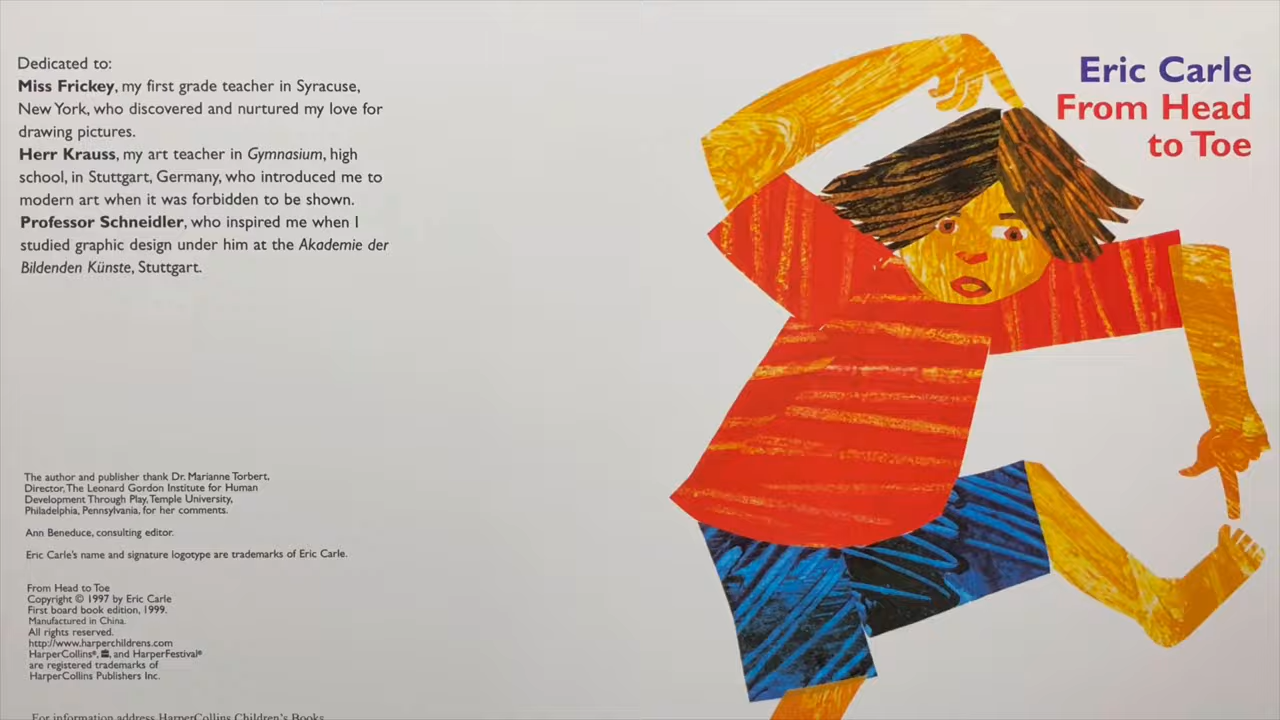 Dedicated to:
Miss Frickey, my first grade teacher in Syracuse,
New York, who discovered and nurtured my love for
drawing pictures.
Herr Krauss, my art teacher in Gymnasium, high
school, in Stuttgart, Germany, who introduced me to
modern art when it was forbidden to be shown.
Professor Schneidler, who inspired me when I
studied graphic design under him at the Akademie der
Bildenden Künste, Stuttgart.
The author and publisher thank Dr. Marianne Torbert,
Director, The Leonard Gordon Institute for Human
Development Through Play, Temple University,
Philadelphia, Pennsylvania, for her comments.
Ann Beneduce, consulting editor.
Eric Carle's name and signature logotype are trademarks of Eric Carle.
From Head to Toe
Copyright © 1997 by Eric Carle
First board book edition, 1999.
Manufactured in China.
All rights reserved.
http://www.harperchildrens.com
HarperCollins®, and HarperFestival®
are registered trademarks of
HarperCollins Publishers Inc.
For information address HarperCollins Children's Books
Eric Carle
From Head
to Toe